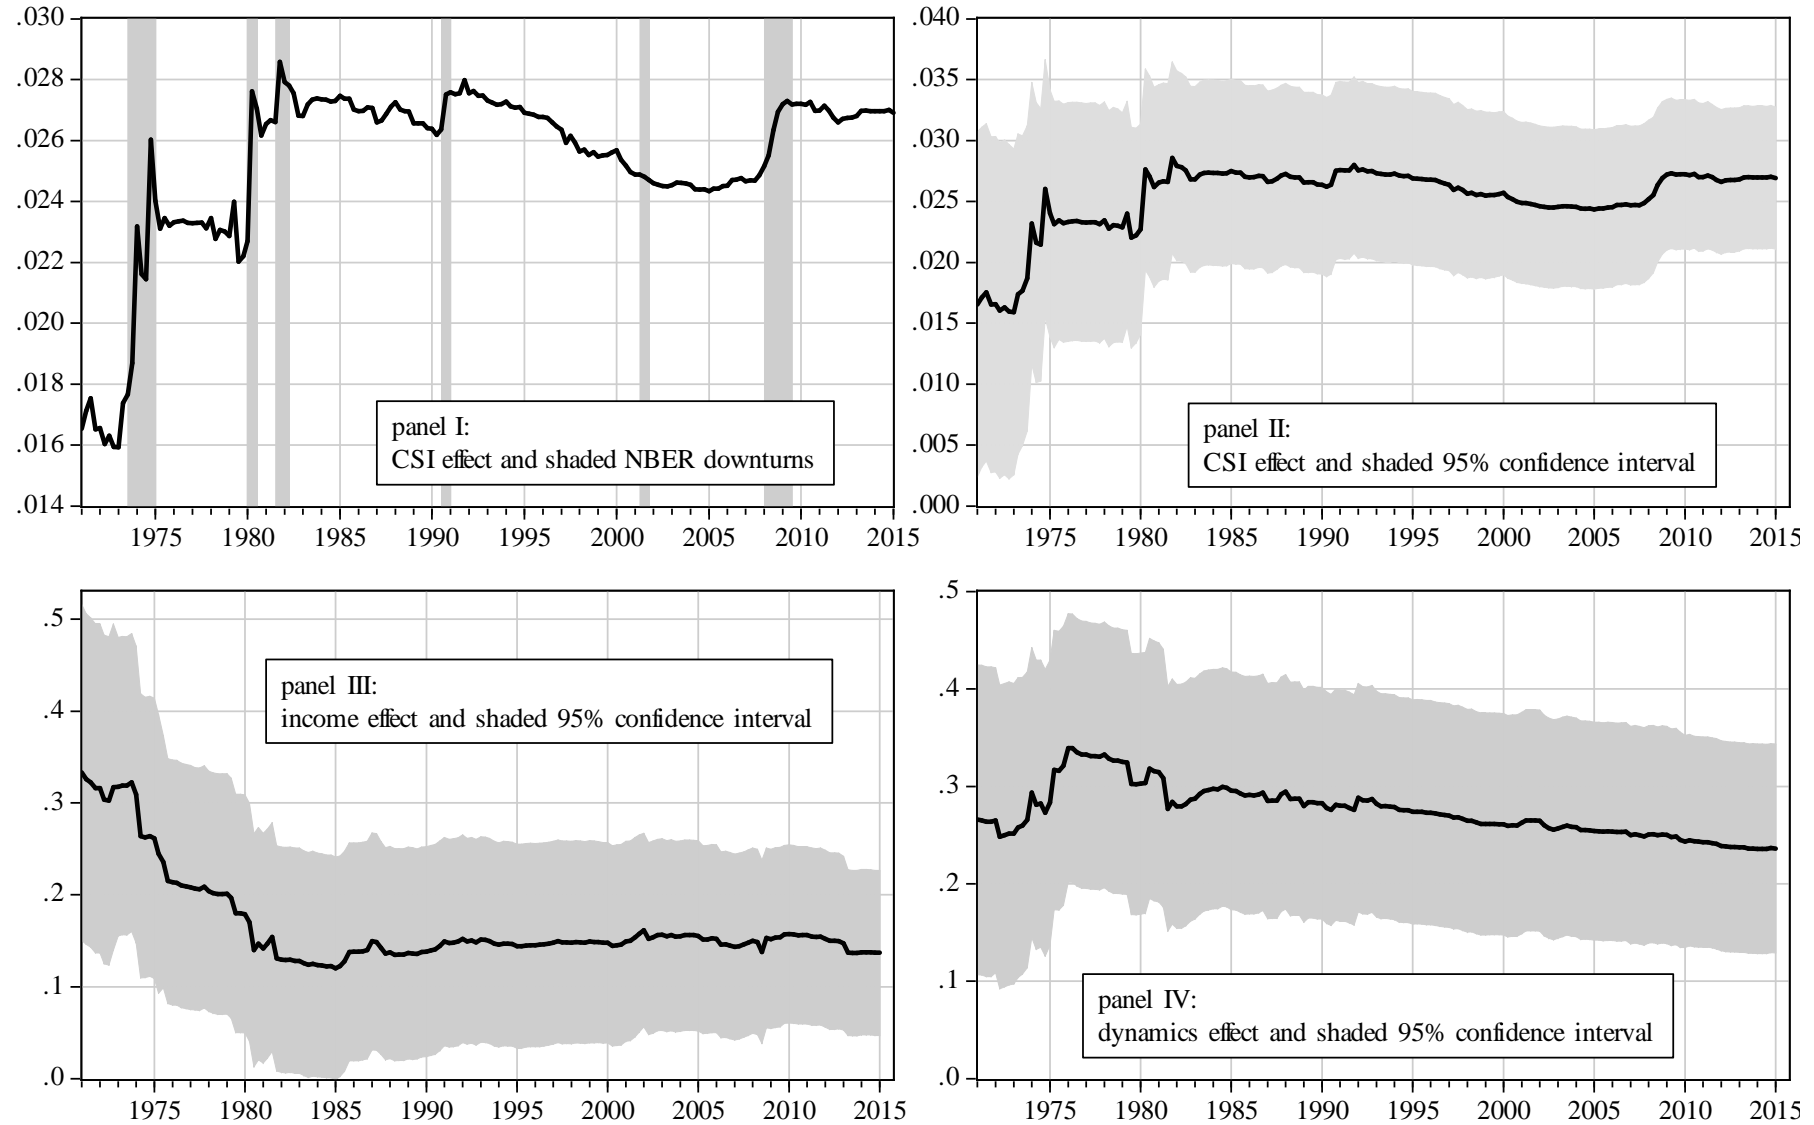 .030
.028
.026
.024
.022
.020
.018
.016
.014
panel I:
CSI effect and shaded NBER downturns
1975 1980 1985 1990 1995 2000 2005 2010 2015
.040
.035
.030
.025
.020
.015
.010
.005
.000
panel II:
CSI effect and shaded 95% confidence interval
1975 1980 1985 1990 1995 2000 2005 2010 2015
.5
.4
.3
.2
.1
.0
panel III:
income effect and shaded 95% confidence interval
1975 1980 1985 1990 1995 2000 2005 2010 2015
.5
.4
.3
.2
.1
.0
panel IV:
dynamics effect and shaded 95% confidence interval
1975 1980 1985 1990 1995 2000 2005 2010 2015